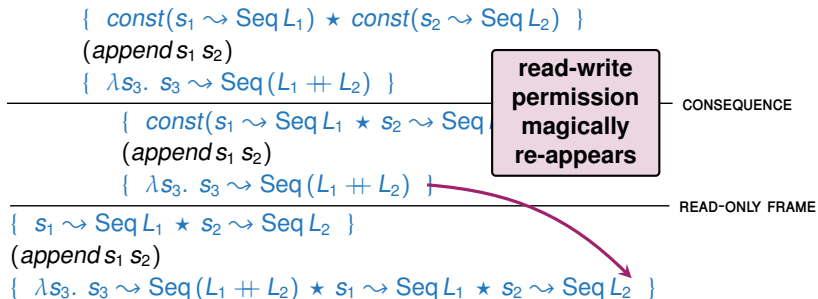 { const(s₁ ⤳ Seq L₁) ⋆ const(s₂ ⤳ Seq L₂) }
(append s₁ s₂)
{ λs₃. s₃ ⤳ Seq (L₁ ++ L₂) }
read-write
permission
magically
re-appears
CONSEQUENCE
{ const(s₁ ⤳ Seq L₁ ⋆ s₂ ⤳ Seq
(append s₁ s₂)
{ λs₃. s₃ ⤳ Seq (L₁ ++ L₂) }
READ-ONLY FRAME
{ s₁ ⤳ Seq L₁ ⋆ s₂ ⤳ Seq L₂ }
(append s₁ s₂)
{ λs₃. s₃ ⤳ Seq (L₁ ++ L₂) ⋆ s₁ ⤳ Seq L₁ ⋆ s₂ ⤳ Seq L₂ }